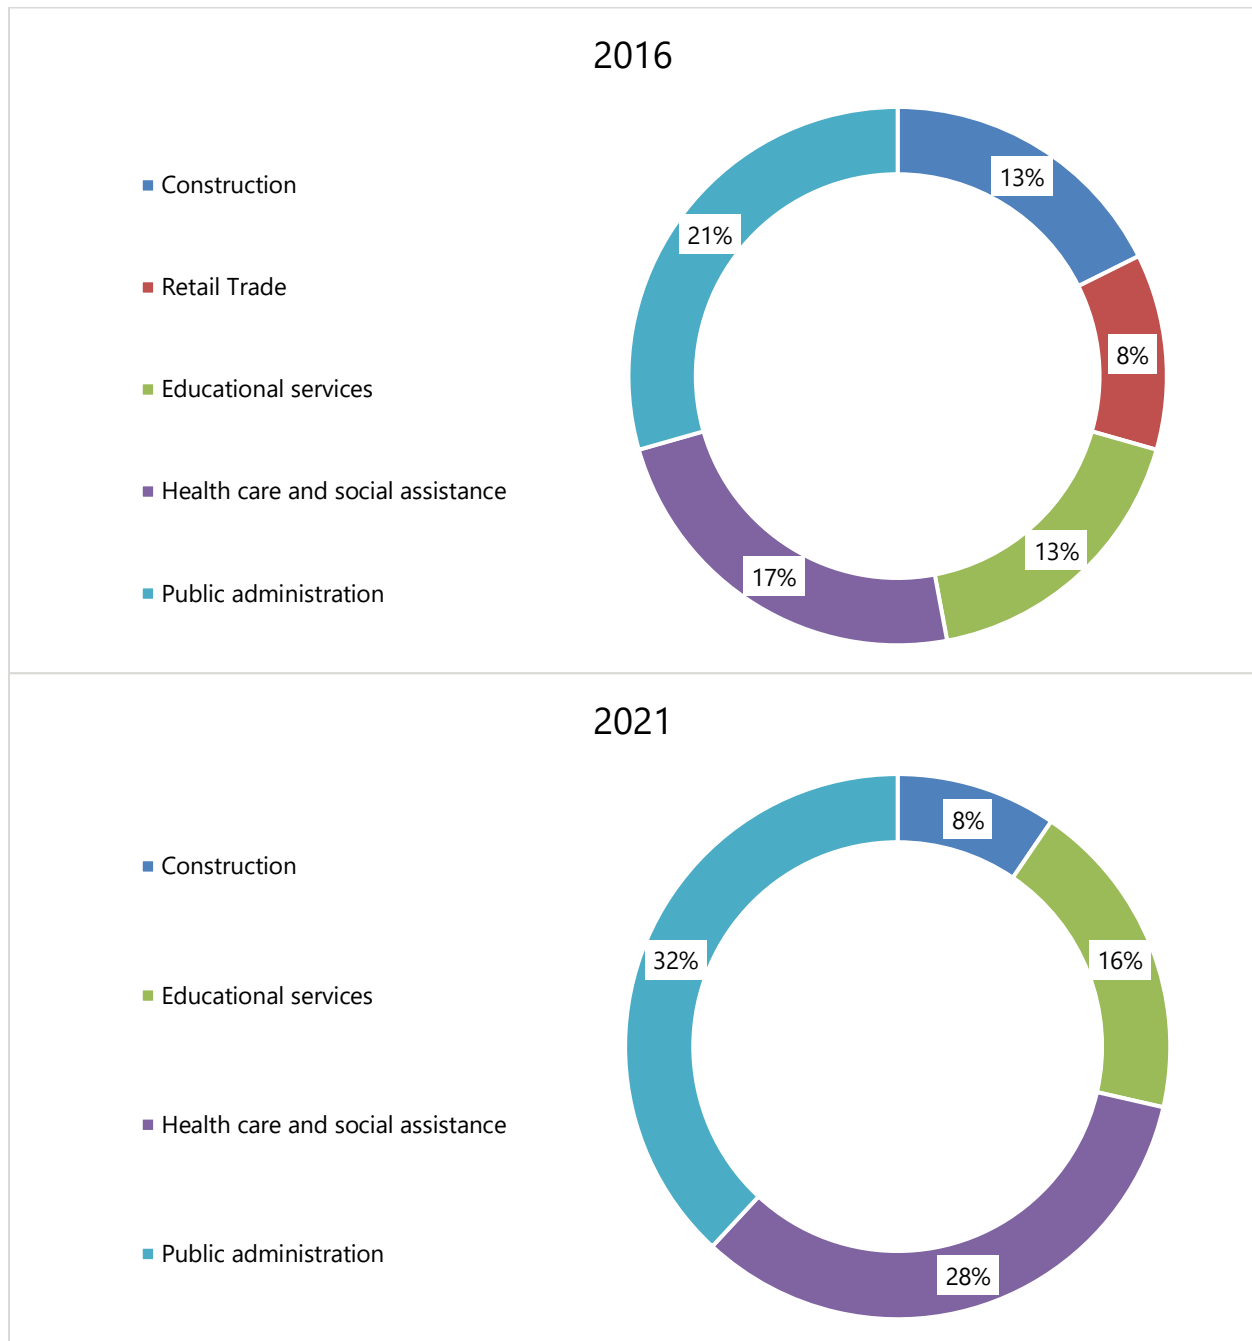 2016
Construction
Retail Trade
Educational services
Health care and social assistance
Public administration
13%
8%
13%
17%
21%
2021
Construction
Educational services
Health care and social assistance
Public administration
8%
16%
28%
32%